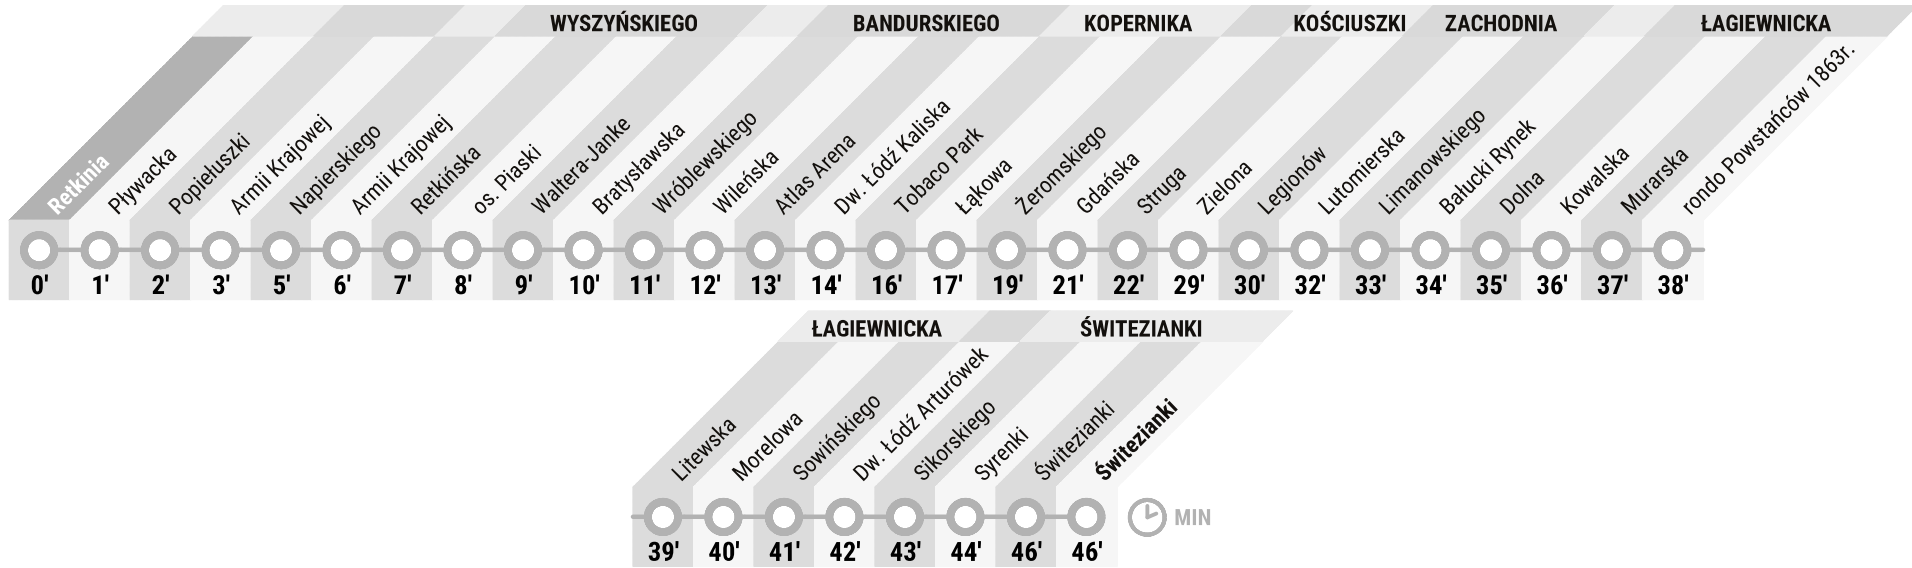 WYSZYŃSKIEGO BANDURSKIEGO KOPERNIKA KOŚCIUSZKI ZACHODNIA ŁAGIEWNICKA
Retkinia
Pływacka
Popiełuszki
Armii Krajowej
Napierskiego
Armii Krajowej
Retkińska
os. Piaski
Waltera-Janke
Bratysławska
Wróblewskiego
Wileńska
Atlas Arena
Dw. Łódź Kaliska
Tobaco Park
Łąkowa
Żeromskiego
Gdańska
Struga
Zielona
Legionów
Lutomierska
Limanowskiego
Bałucki Rynek
Dolna
Kowalska
Murarska
rondo Powstańców 1863r.
0' 1' 2' 3' 5' 6' 7' 8' 9' 10' 11' 12' 13' 14' 16' 17' 19' 21' 22' 29' 30' 32' 33' 34' 35' 36' 37' 38'
ŁAGIEWNICKA ŚWITEZIANKI
Litewska
Morelowa
Sowińskiego
Dw. Łódź Arturówek
Sikorskiego
Syrenki
Świtezianki
Świtezianki
MIN
39' 40' 41' 42' 43' 44' 46' 46'